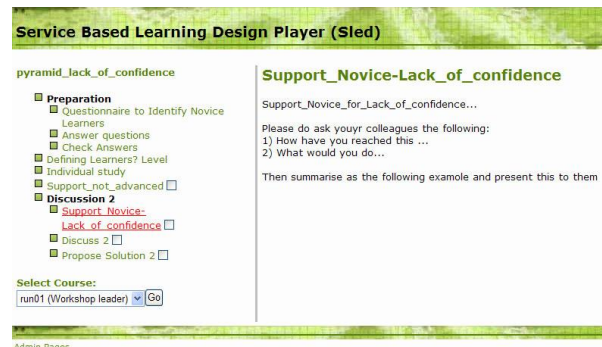 Service Based Learning Design Player (Sled)
pyramid_lack_of_confidence
Preparation
Questionnaire to Identify Novice
Learners
Answer questions
Check Answers
Defining Learners? Level
Individual study
Support_not_advanced
Discussion 2
Support_Novice-
Lack_of_confidence
Discuss 2
Propose Solution 2
Select Course:
run01 (Workshop leader) Go
Support_Novice-Lack_of_confidence
Support_Novice_for_Lack_of_confidence...
Please do ask youyr colleagues the following:
1) How have you reached this ...
2) What would you do...
Then summarise as the following examole and present this to them
Admin Pages